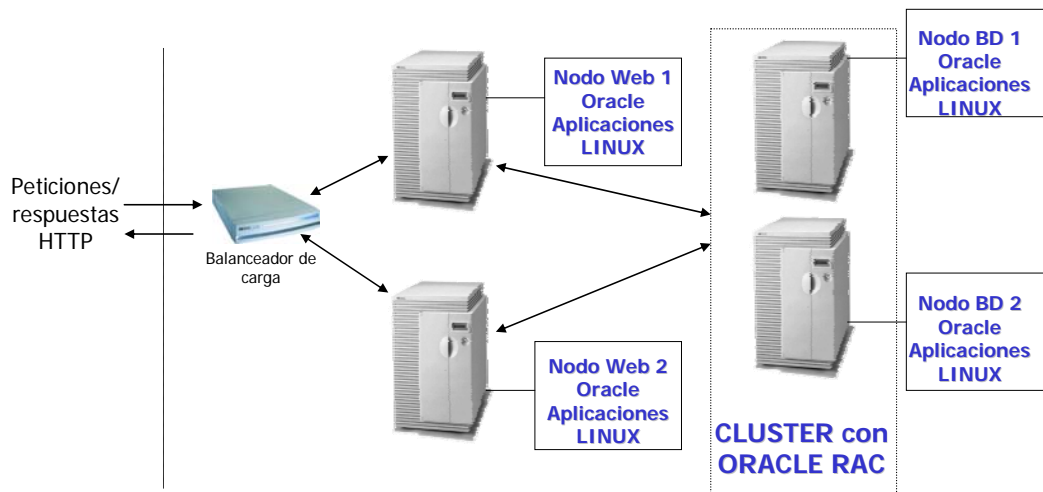 Peticiones/
respuestas
HTTP
Balanceador de
carga
Nodo Web 1
Oracle
Aplicaciones
LINUX
Nodo Web 2
Oracle
Aplicaciones
LINUX
Nodo BD 1
Oracle
Aplicaciones
LINUX
Nodo BD 2
Oracle
Aplicaciones
LINUX
CLUSTER con
ORACLE RAC